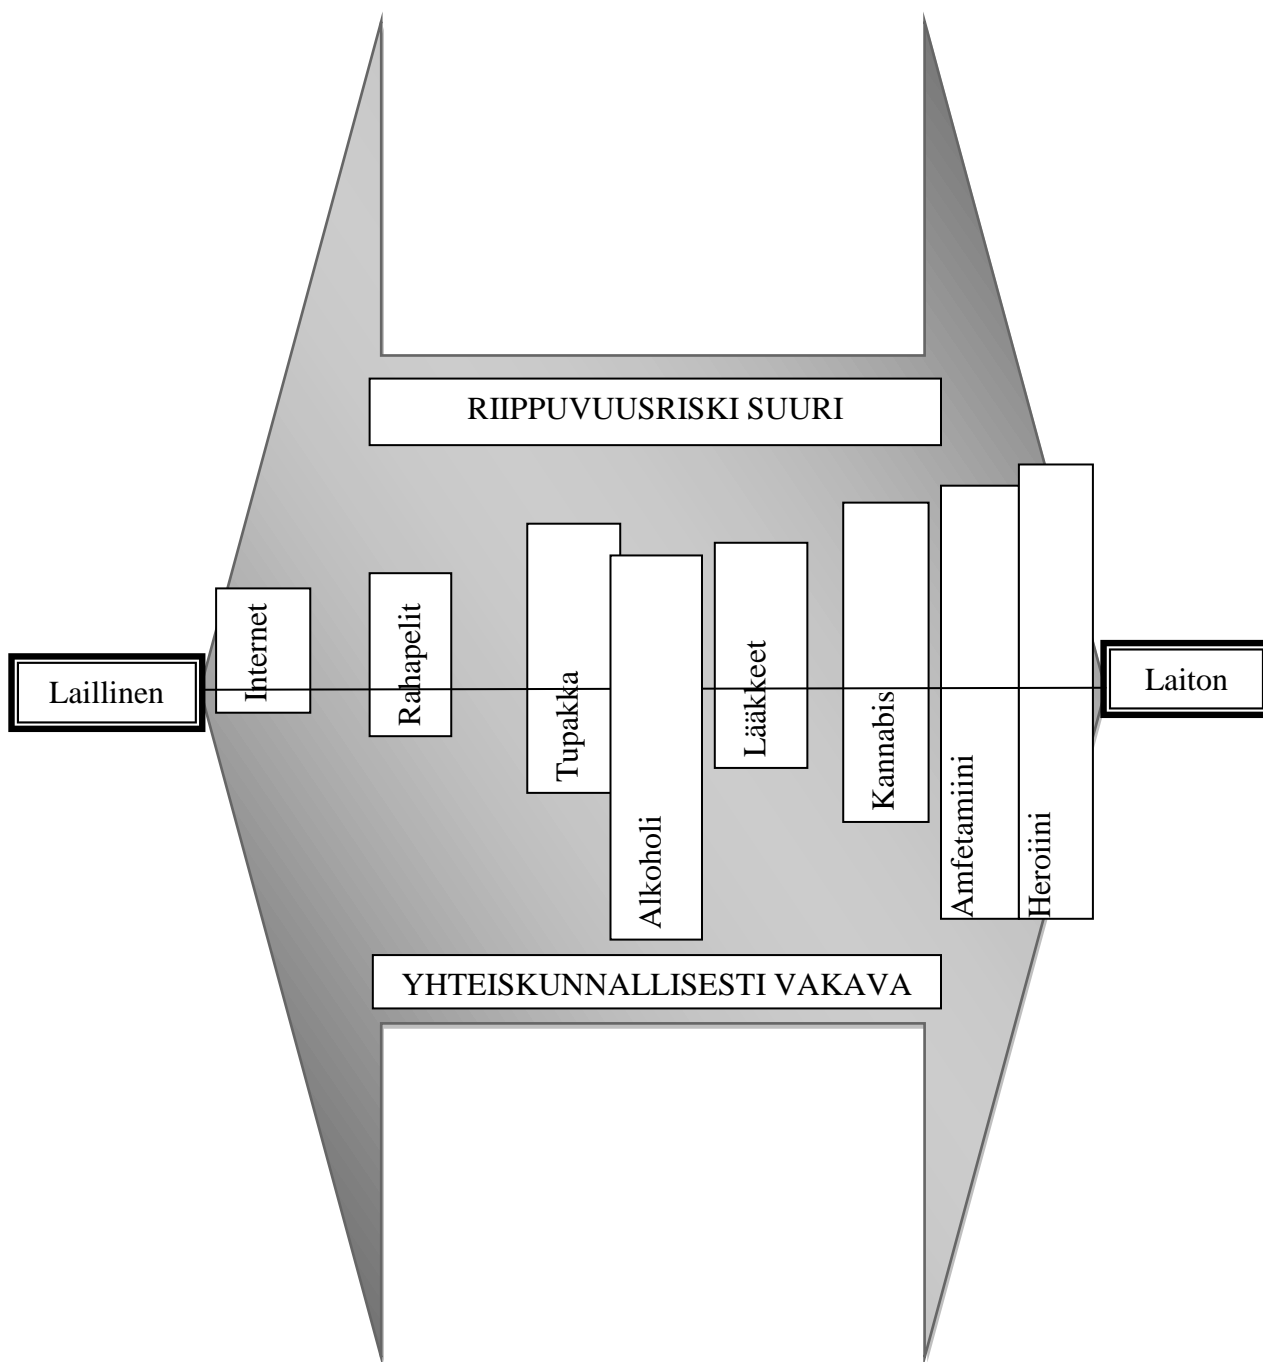 RIIPPUVUUSRISKI SUURI
Laillinen
Internet
Rahapelit
Tupakka
Alkoholi
Lääkkeet
Kannabis
Amfetamiini
Heroiini
Laiton
YHTEISKUNNALLISESTI VAKAVA